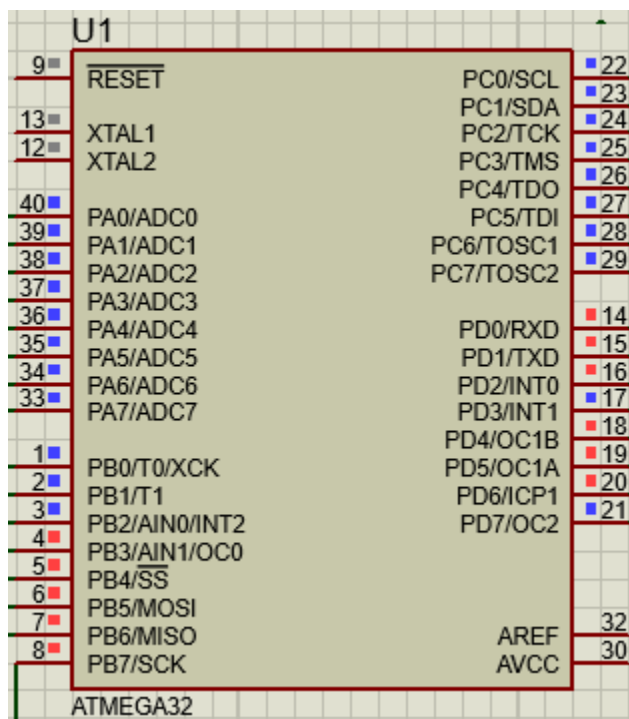 U1
9 RESET PC0/SCL 22
PC1/SDA 23
13 XTAL1 PC2/TCK 24
12 XTAL2 PC3/TMS 25
PC4/TDO 26
40 PA0/ADC0 PC5/TDI 27
39 PA1/ADC1 PC6/TOSC1 28
38 PA2/ADC2 PC7/TOSC2 29
37 PA3/ADC3
36 PA4/ADC4 PD0/RXD 14
35 PA5/ADC5 PD1/TXD 15
34 PA6/ADC6 PD2/INT0 16
33 PA7/ADC7 PD3/INT1 17
PD4/OC1B 18
1 PB0/T0/XCK PD5/OC1A 19
2 PB1/T1 PD6/ICP1 20
3 PB2/AIN0/INT2 PD7/OC2 21
4 PB3/AIN1/OC0
5 PB4/SS
6 PB5/MOSI
7 PB6/MISO AREF 32
8 PB7/SCK AVCC 30
ATMEGA32